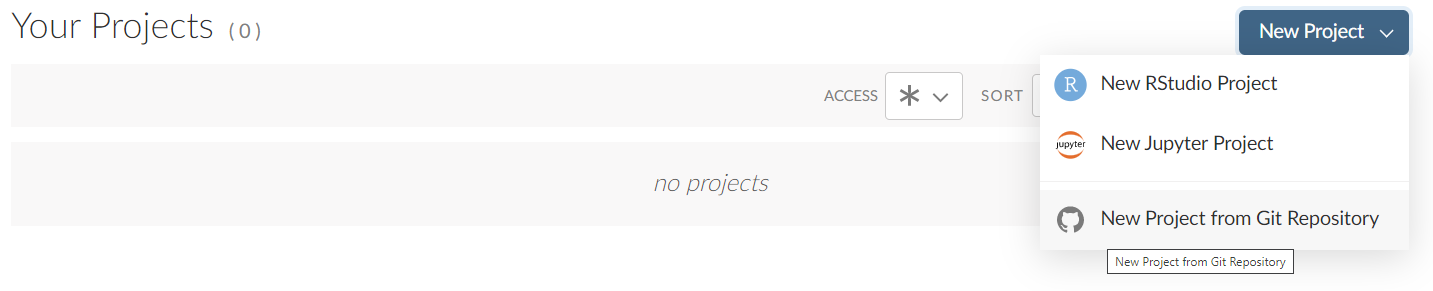 Your Projects (0)
New Project
ACCESS
SORT
R
New RStudio Project
jupyter
New Jupyter Project
no projects
New Project from Git Repository
New Project from Git Repository